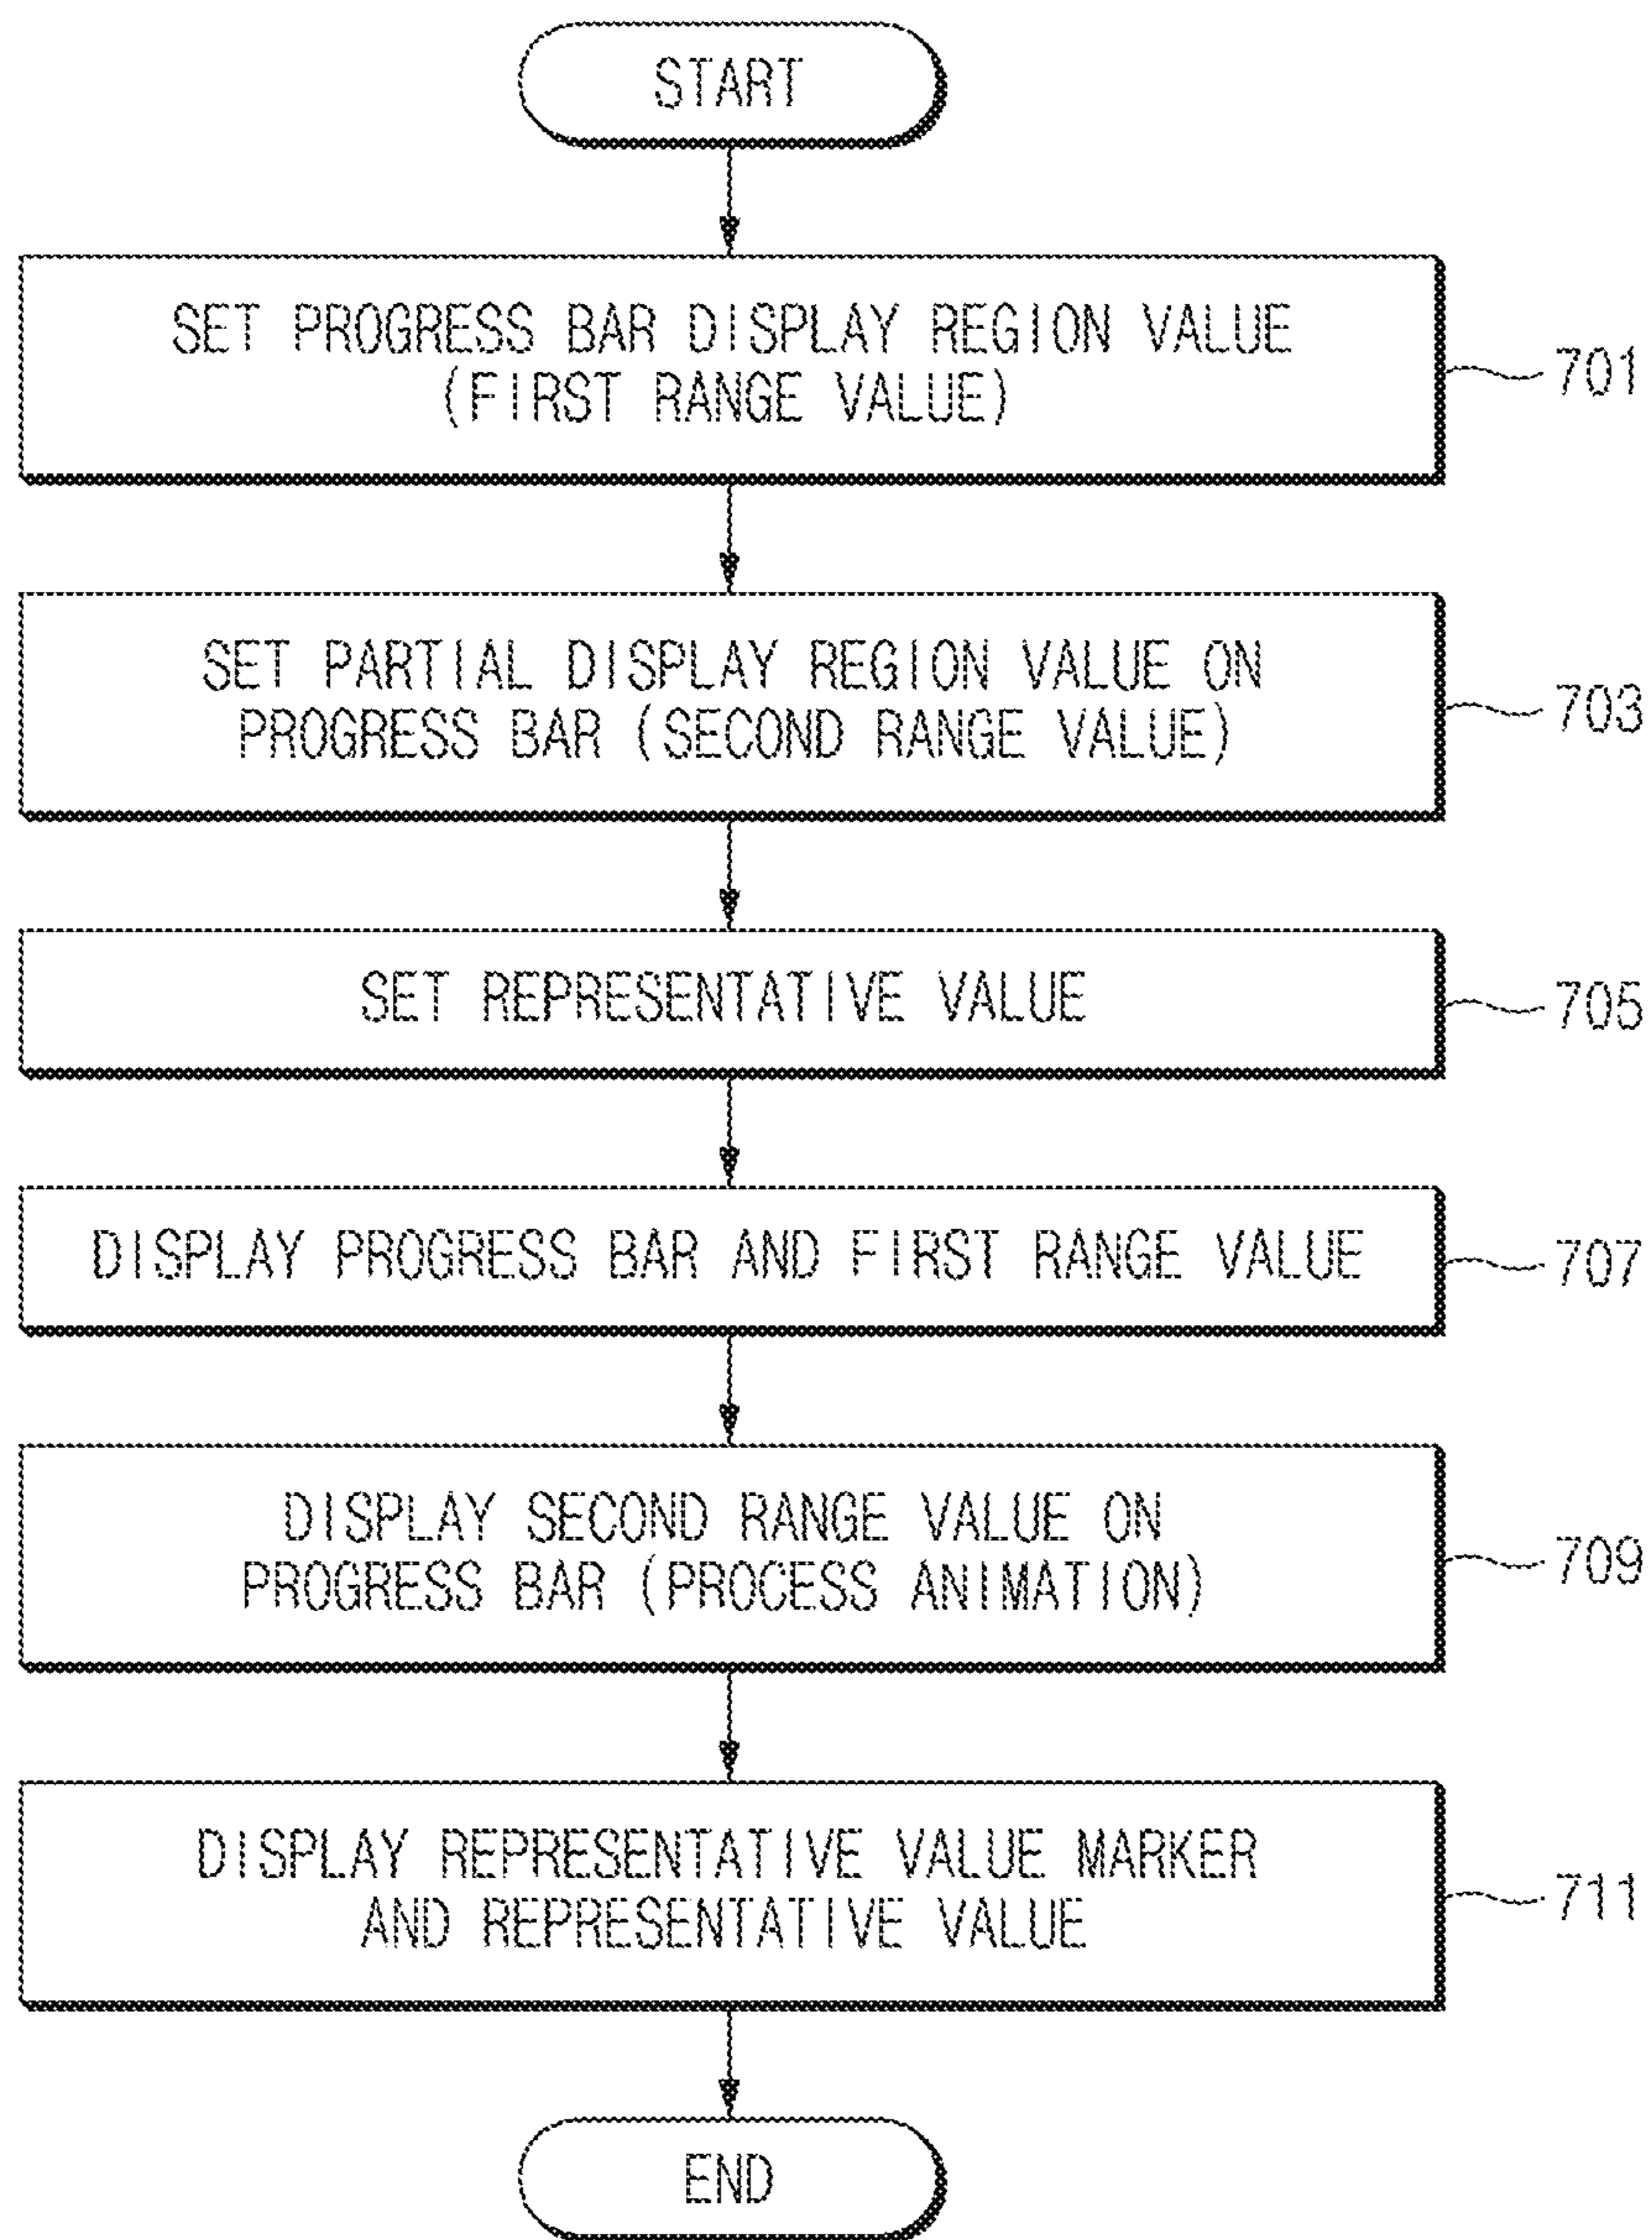 START
SET PROGRESS BAR DISPLAY REGION VALUE
(FIRST RANGE VALUE)
701
SET PARTIAL DISPLAY REGION VALUE ON
PROGRESS BAR (SECOND RANGE VALUE)
703
SET REPRESENTATIVE VALUE
705
DISPLAY PROGRESS BAR AND FIRST RANGE VALUE
707
DISPLAY SECOND RANGE VALUE ON
PROGRESS BAR (PROCESS ANIMATION)
709
DISPLAY REPRESENTATIVE VALUE MARKER
AND REPRESENTATIVE VALUE
711
END